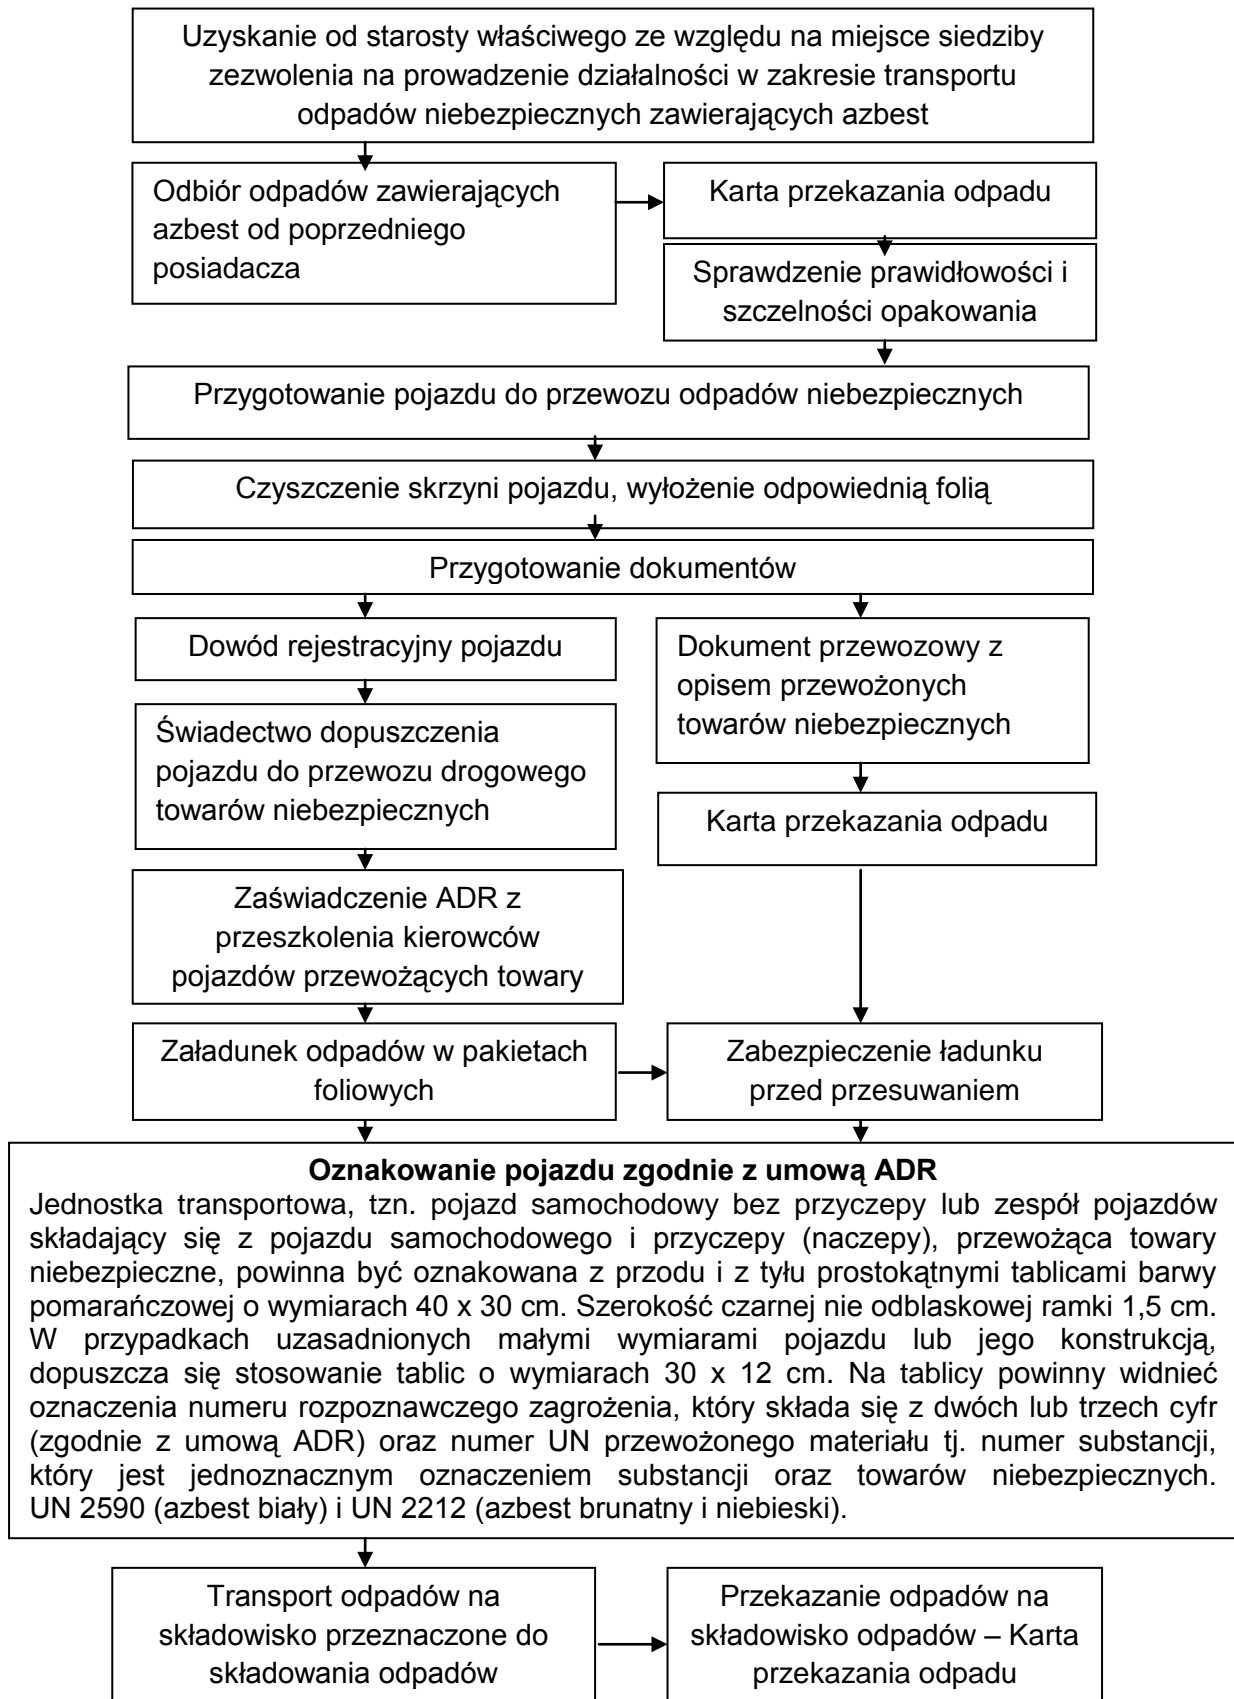 Uzyskanie od starosty właściwego ze względu na miejsce siedziby
zezwolenia na prowadzenie działalności w zakresie transportu
odpadów niebezpiecznych zawierających azbest
Odbiór odpadów zawierających
azbest od poprzedniego
posiadacza
Karta przekazania odpadu
Sprawdzenie prawidłowości i
szczelności opakowania
Przygotowanie pojazdu do przewozu odpadów niebezpiecznych
Czyszczenie skrzyni pojazdu, wyłożenie odpowiednią folią
Przygotowanie dokumentów
Dowód rejestracyjny pojazdu
Świadectwo dopuszczenia
pojazdu do przewozu drogowego
towarów niebezpiecznych
Zaświadczenie ADR z
przeszkolenia kierowców
pojazdów przewożących towary
Dokument przewozowy z
opisem przewożonych
towarów niebezpiecznych
Karta przekazania odpadu
Załadunek odpadów w pakietach
foliowych
Zabezpieczenie ładunku
przed przesuwaniem
Oznakowanie pojazdu zgodnie z umową ADR
Jednostka transportowa, tzn. pojazd samochodowy bez przyczepy lub zespół pojazdów
składający się z pojazdu samochodowego i przyczepy (naczepy), przewożąca towary
niebezpieczne, powinna być oznakowana z przodu i z tyłu prostokątnymi tablicami barwy
pomarańczowej o wymiarach 40 x 30 cm. Szerokość czarnej nie odblaskowej ramki 1,5 cm.
W przypadkach uzasadnionych małymi wymiarami pojazdu lub jego konstrukcją,
dopuszcza się stosowanie tablic o wymiarach 30 x 12 cm. Na tablicy powinny widnieć
oznaczenia numeru rozpoznawczego zagrożenia, który składa się z dwóch lub trzech cyfr
(zgodnie z umową ADR) oraz numer UN przewożonego materiału tj. numer substancji,
który jest jednoznacznym oznaczeniem substancji oraz towarów niebezpiecznych.
UN 2590 (azbest biały) i UN 2212 (azbest brunatny i niebieski).
Transport odpadów na
składowisko przeznaczone do
składowania odpadów
Przekazanie odpadów na
składowisko odpadów – Karta
przekazania odpadu